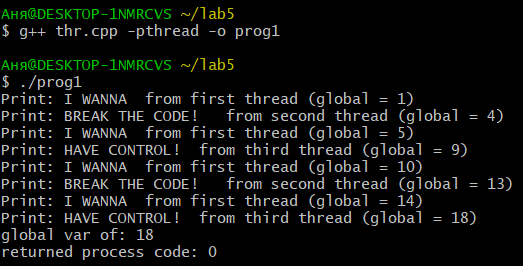 Аня@DESKTOP-1NMRCVS ~/lab5
$ g++ thr.cpp -pthread -o prog1
Аня@DESKTOP-1NMRCVS ~/lab5
$ ./prog1
Print: I WANNA  from first thread (global = 1)
Print: BREAK THE CODE!   from second thread (global = 4)
Print: I WANNA  from first thread (global = 5)
Print: HAVE CONTROL!  from third thread (global = 9)
Print: I WANNA  from first thread (global = 10)
Print: BREAK THE CODE!   from second thread (global = 13)
Print: I WANNA  from first thread (global = 14)
Print: HAVE CONTROL!  from third thread (global = 18)
global var of: 18
returned process code: 0